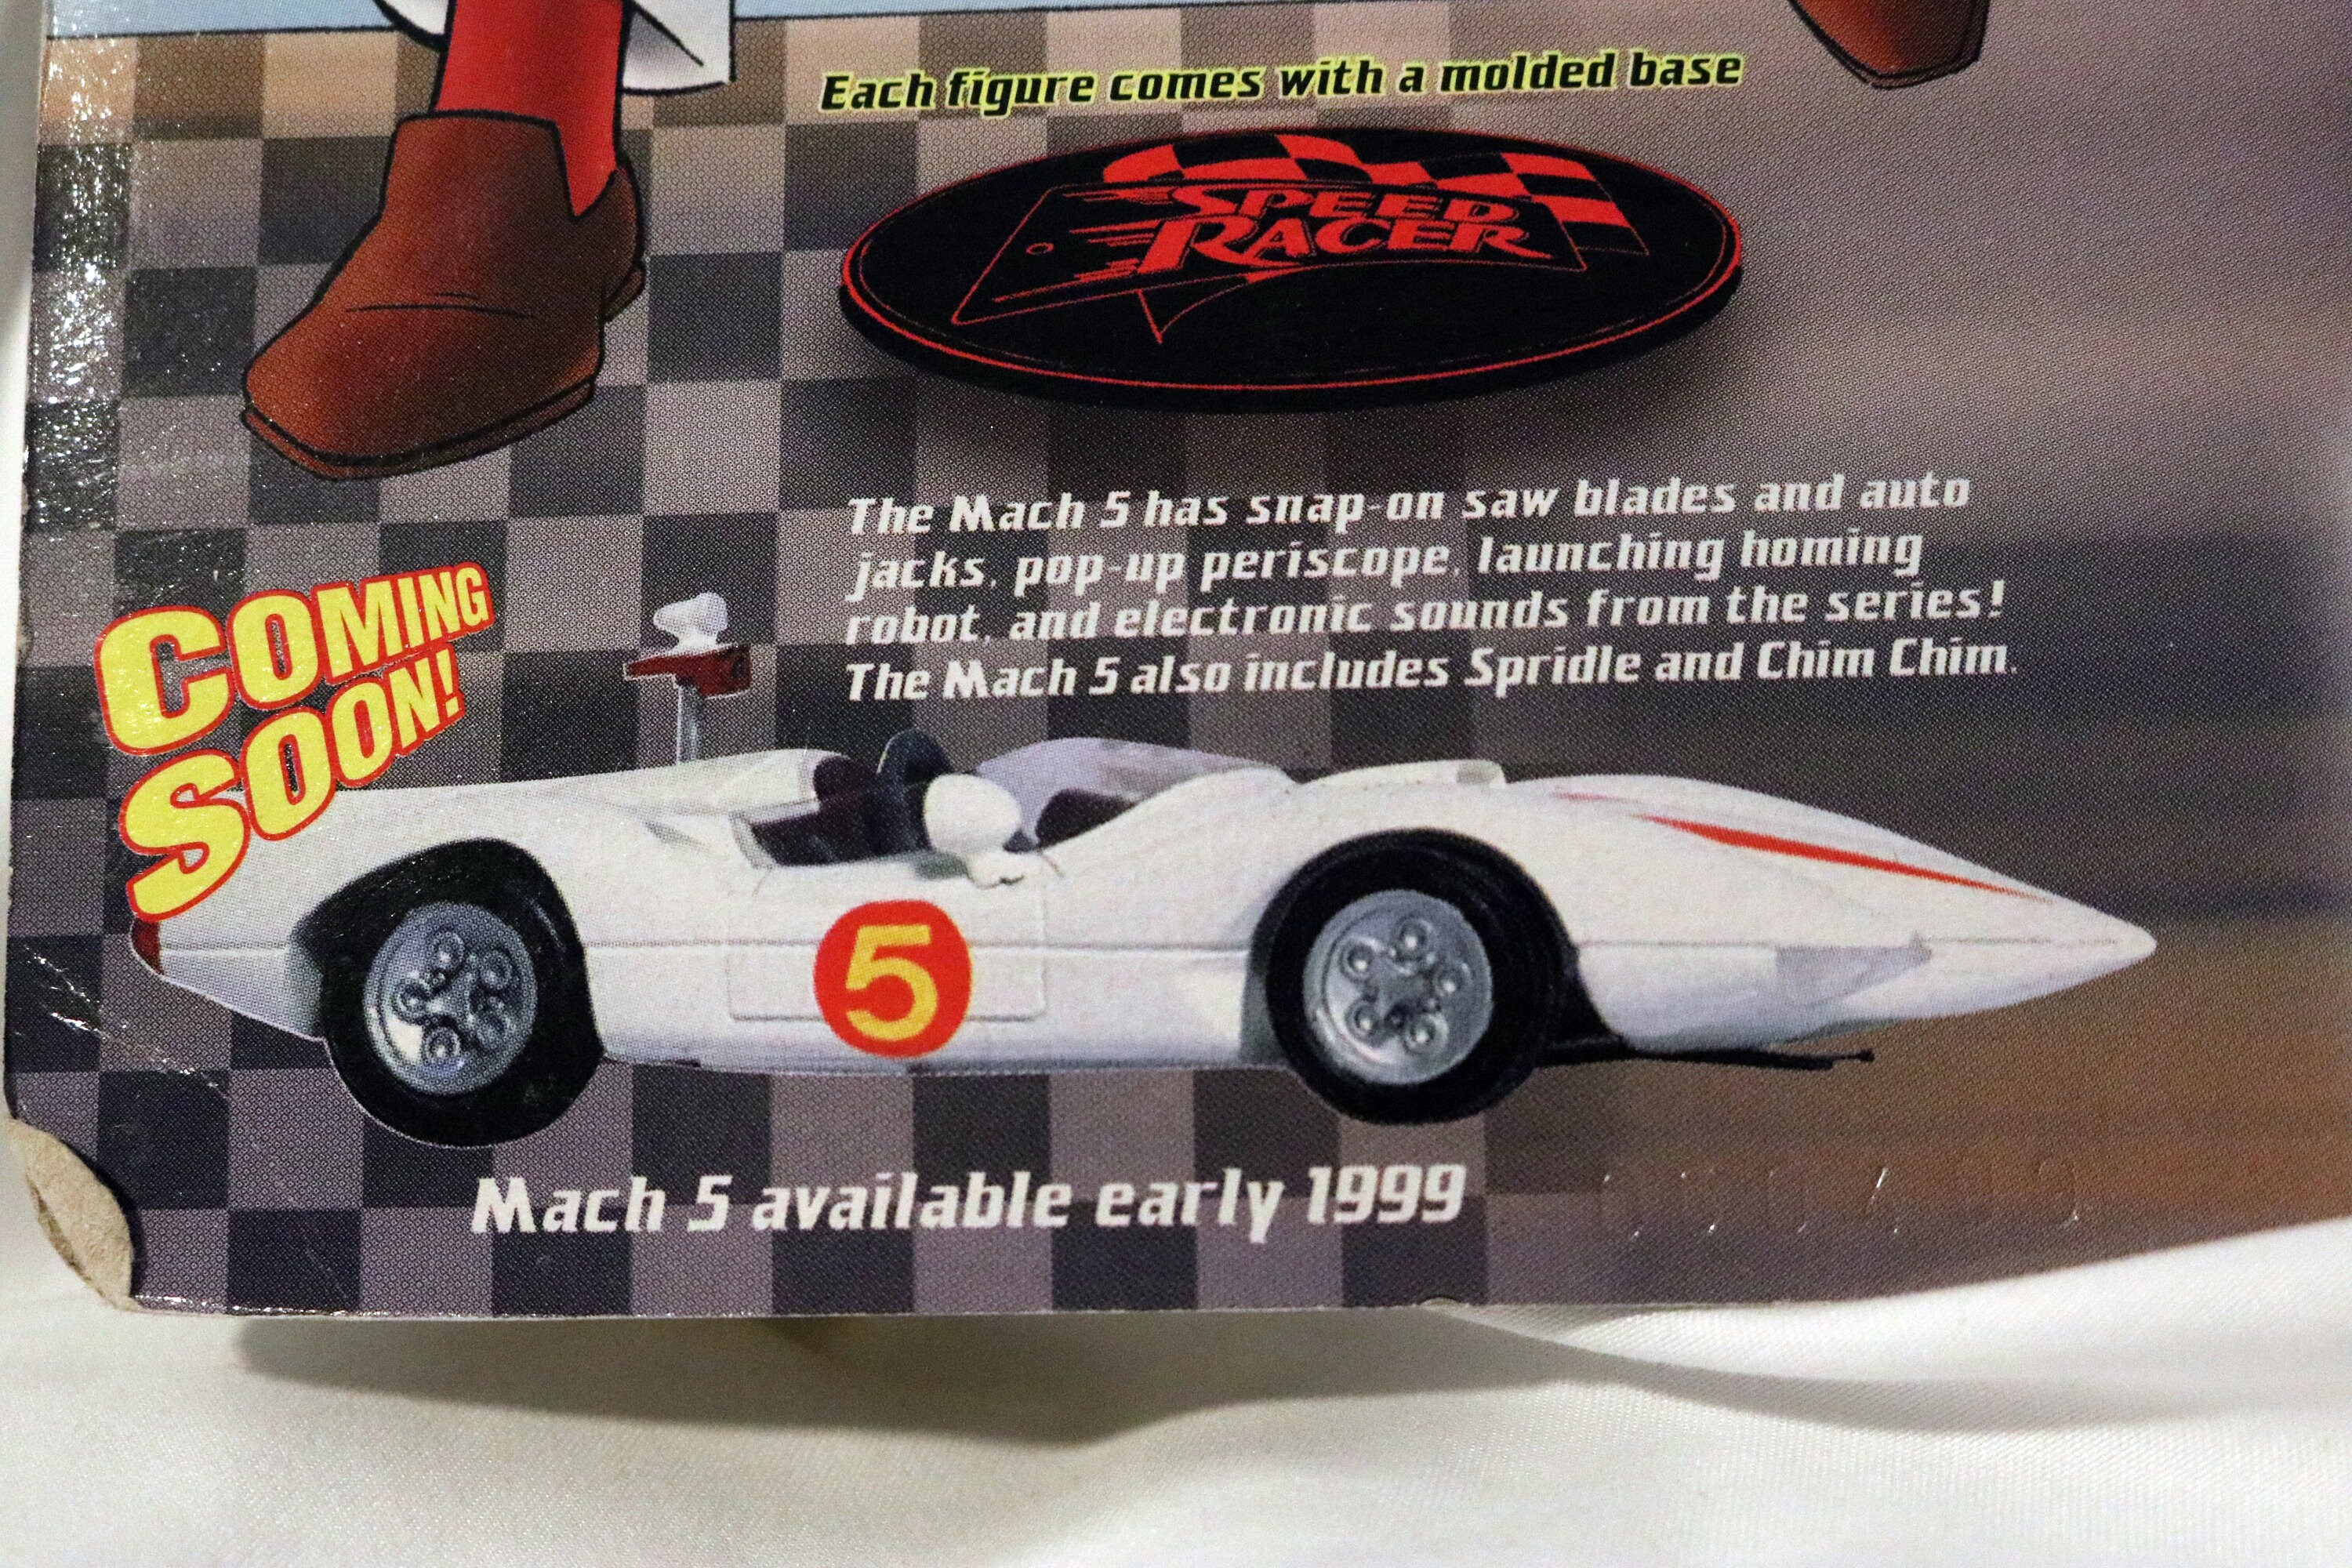 Each figure comes with a molded base
SPEED
RACER
The Mach 5 has snap-on saw blades and auto
jacks, pop-up periscope, launching homing
robot, and electronic sounds from the series!
The Mach 5 also includes Spridle and Chim Chim.
COMING
SOON!
5
Mach 5 available early 1999